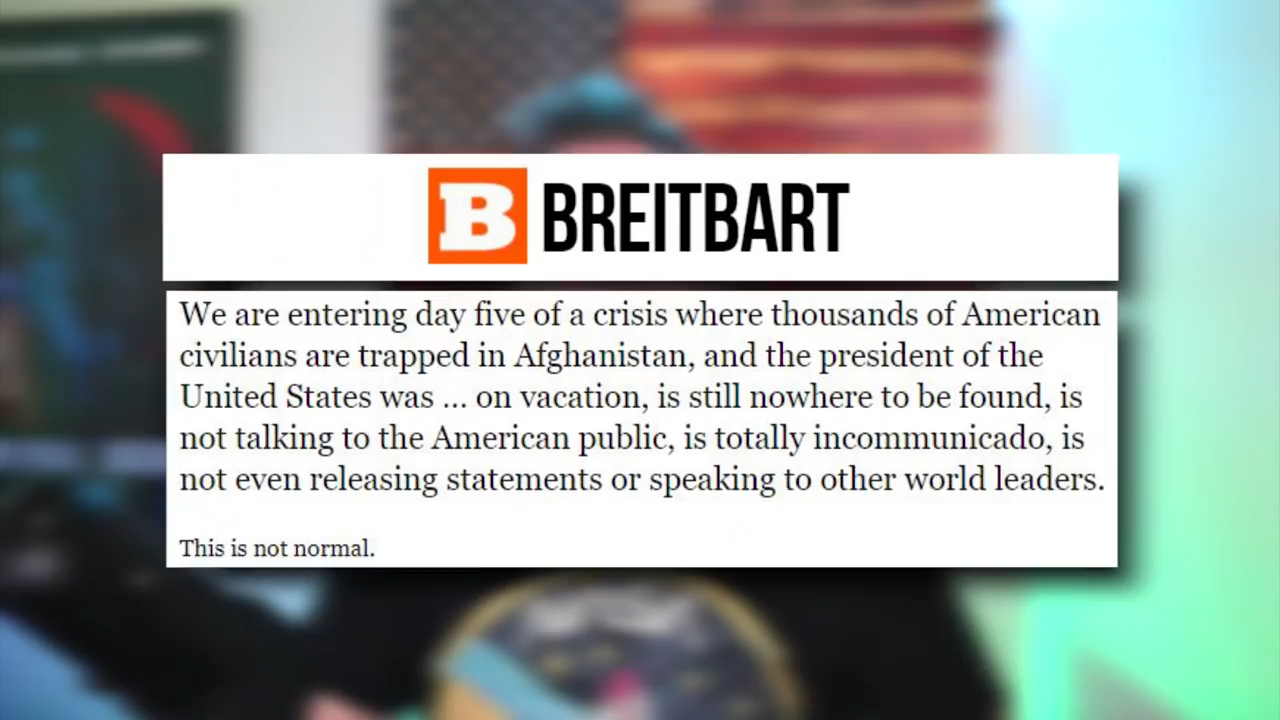 B BREITBART
We are entering day five of a crisis where thousands of American
civilians are trapped in Afghanistan, and the president of the
United States was ... on vacation, is still nowhere to be found, is
not talking to the American public, is totally incommunicado, is
not even releasing statements or speaking to other world leaders.
This is not normal.